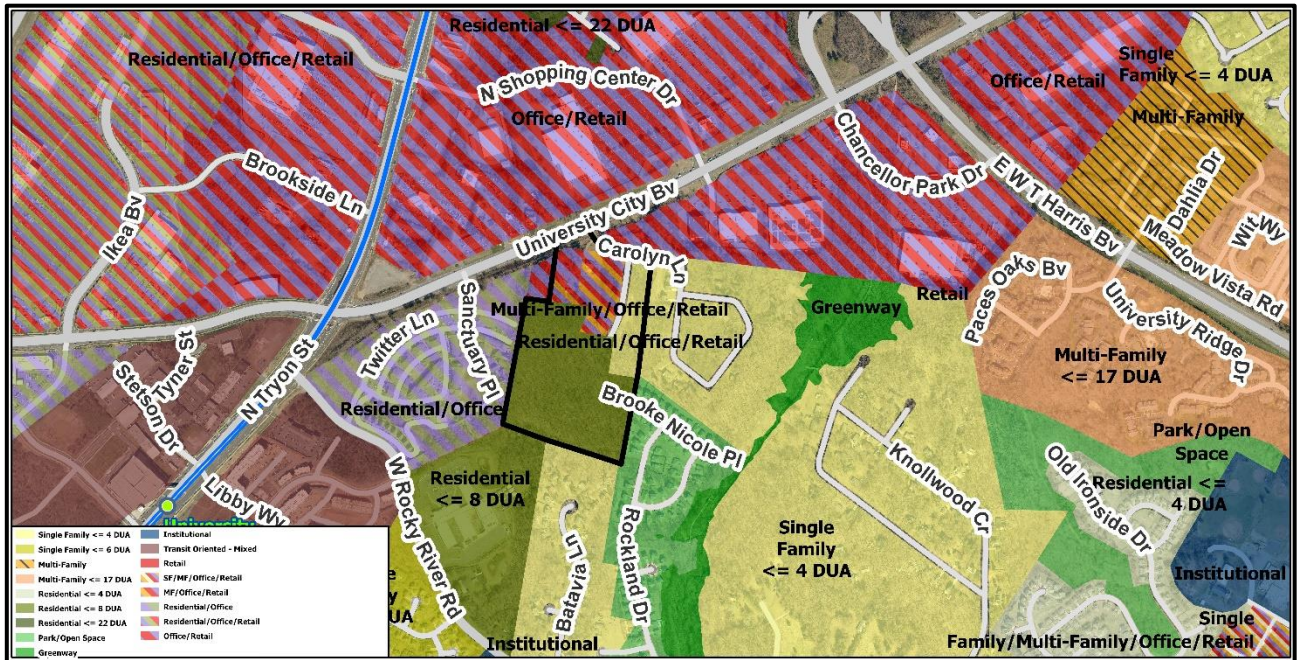 Residential <= 22 DUA
Residential/Office/Retail
Single
Family <= 4 DUA
Office/Retail
N Shopping Center Dr
Office/Retail
Multi-Family
Chancellor Park Dr
E W T Harris Bv
Dahlia Dr
Brookside Ln
Ikea Bv
University City Bv
Meadow Vista Rd
Carolyn Ln
Paces Oaks Bv
Retail
Greenway
Sanctuary Pl
Multi-Family/Office/Retail
University Ridge Dr
Twitter Ln
Residential/Office/Retail
Tyner St
N Tryon St
Multi-Family
<= 17 DUA
Stetson Dr
Residential/Office
Brooke Nicole Pl
Park/Open
Space
Knollwood Cr
Residential
<= 8 DUA
Old Ironside Dr
Residential <=
4 DUA
Libby Wy
W Rocky River Rd
University
Rockland Dr
Batavia Ln
Single
Family
<= 4 DUA
Institutional
Institutional
Single
Family/Multi-Family/Office/Retail
DUA
Single Family <= 4 DUA
Single Family <= 6 DUA
Multi-Family
Multi-Family <= 17 DUA
Residential <= 4 DUA
Residential <= 8 DUA
Residential <= 22 DUA
Park/Open Space
Greenway
Institutional
Transit Oriented - Mixed
Retail
SF/MF/Office/Retail
MF/Office/Retail
Residential/Office
Residential/Office/Retail
Office/Retail